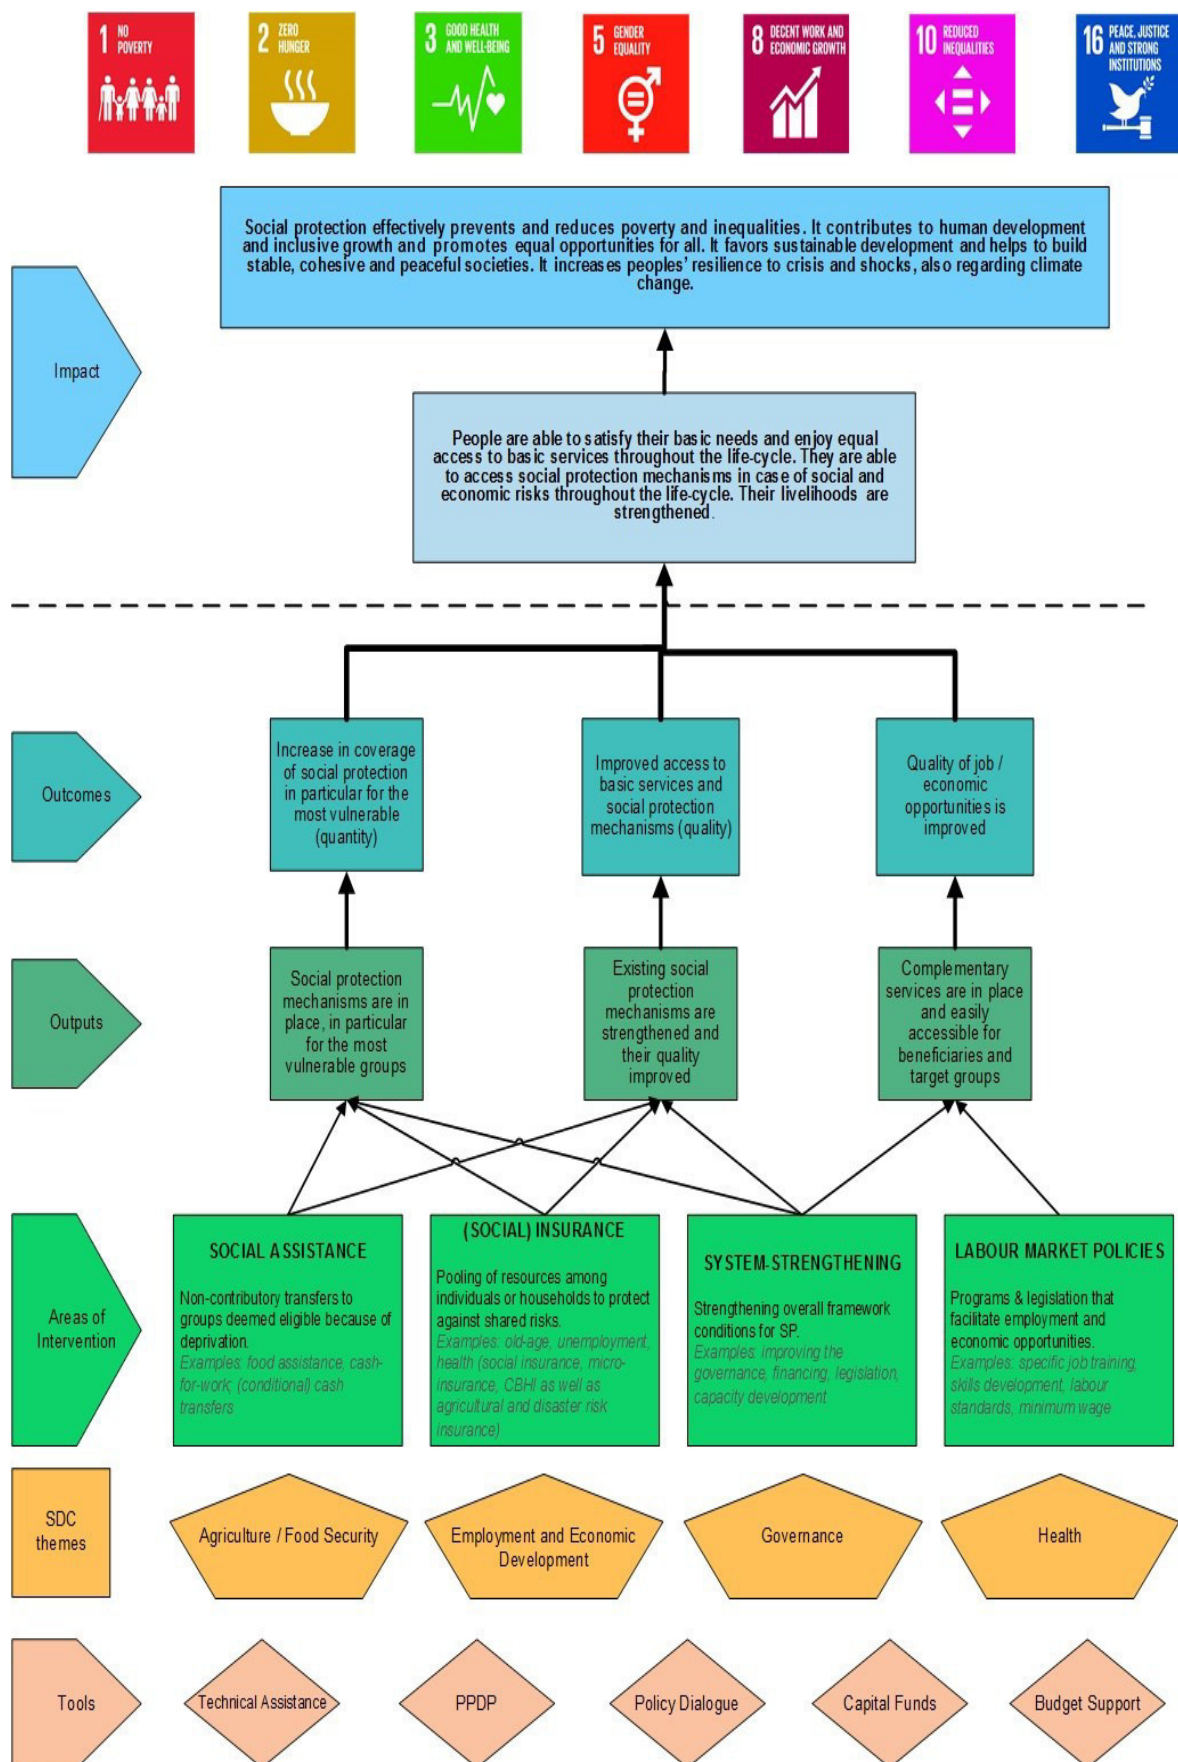 1 NO
POVERTY
2 ZERO
HUNGER
3 GOOD HEALTH
AND WELL-BEING
5 GENDER
EQUALITY
8 DECENT WORK AND
ECONOMIC GROWTH
10 REDUCED
INEQUALITIES
16 PEACE, JUSTICE
AND STRONG
INSTITUTIONS
Impact
Social protection effectively prevents and reduces poverty and inequalities. It contributes to human development
and inclusive growth and promotes equal opportunities for all. It favors sustainable development and helps to build
stable, cohesive and peaceful societies. It increases peoples' resilience to crisis and shocks, also regarding climate
change.
People are able to satisfy their basic needs and enjoy equal
access to basic services throughout the life-cycle. They are able
to access social protection mechanisms in case of social and
economic risks throughout the life-cycle. Their livelihoods are
strengthened.
Outcomes
Increase in coverage
of social protection
in particular for the
most vulnerable
(quantity)
Improved access to
basic services and
social protection
mechanisms (quality)
Quality of job /
economic
opportunities is
improved
Outputs
Social protection
mechanisms are in
place, in particular
for the most
vulnerable groups
Existing social
protection
mechanisms are
strengthened and
their quality
improved
Complementary
services are in place
and easily
accessible for
beneficiaries and
target groups
Areas of
Intervention
SOCIAL ASSISTANCE
Non-contributory transfers to
groups deemed eligible because of
deprivation.
Examples: food assistance, cash-
for-work; (conditional) cash
transfers
(SOCIAL) INSURANCE
Pooling of resources among
individuals or households to protect
against shared risks.
Examples: old-age, unemployment,
health (social insurance, micro-
insurance, CBHI as well as
agricultural and disaster risk
insurance)
SYSTEM-STRENGTHENING
Strengthening overall framework
conditions for SP.
Examples: improving the
governance, financing, legislation,
capacity development
LABOUR MARKET POLICIES
Programs & legislation that
facilitate employment and
economic opportunities.
Examples: specific job training,
skills development, labour
standards, minimum wage
SDC
themes
Agriculture / Food Security
Employment and Economic
Development
Governance
Health
Tools
Technical Assistance
PPDP
Policy Dialogue
Capital Funds
Budget Support